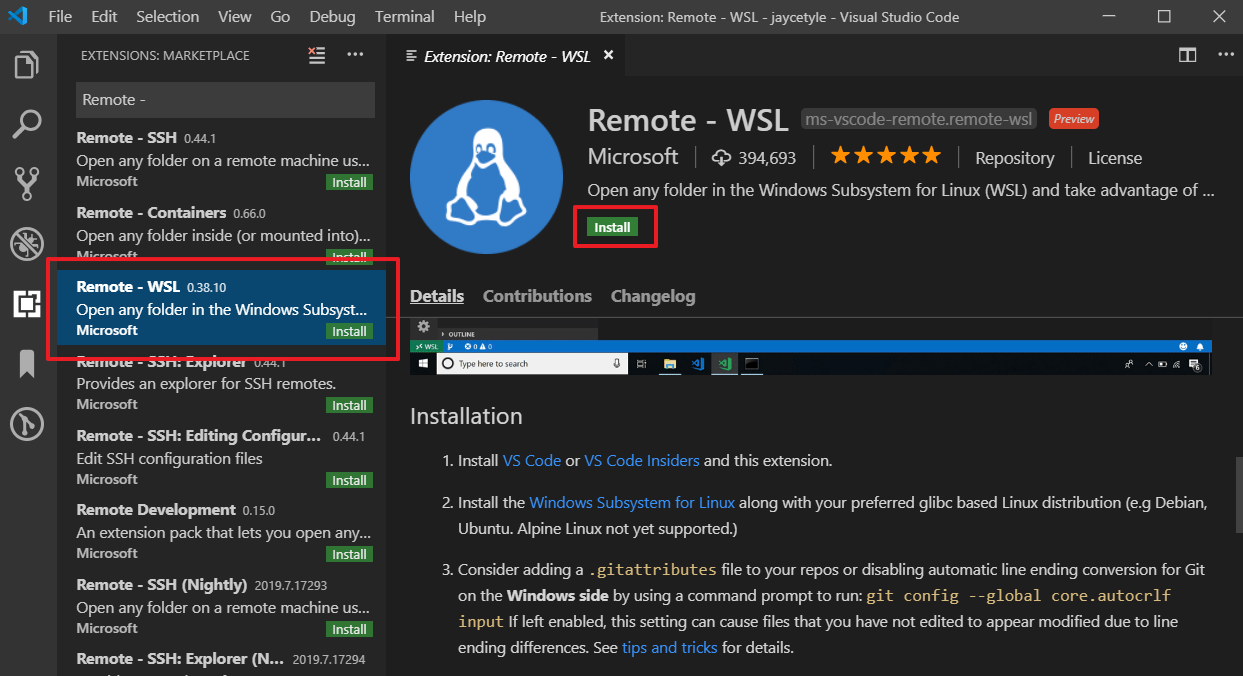 File Edit Selection View Go Debug Terminal Help
Extension: Remote - WSL - jaycetyle - Visual Studio Code
EXTENSIONS: MARKETPLACE
Remote -
Remote - SSH 0.44.1
Open any folder on a remote machine us...
Microsoft
Install
Remote - Containers 0.66.0
Open any folder inside (or mounted into)...
Microsoft
Install
Remote - WSL 0.38.10
Open any folder in the Windows Subsyst...
Microsoft
Install
Remote - SSH: Explorer 0.44.1
Provides an explorer for SSH remotes.
Microsoft
Install
Remote - SSH: Editing Configur... 0.44.1
Edit SSH configuration files
Microsoft
Install
Remote Development 0.15.0
An extension pack that lets you open any...
Microsoft
Install
Remote - SSH (Nightly) 2019.7.17293
Open any folder on a remote machine us...
Microsoft
Install
Remote - SSH: Explorer (N... 2019.7.17294
Extension: Remote - WSL
Remote - WSL ms-vscode-remote.remote-wsl Preview
Microsoft 394,693 Repository License
Open any folder in the Windows Subsystem for Linux (WSL) and take advantage of ...
Install
Details Contributions Changelog
OUTLINE
WSL 0 0
Type here to search
6
Installation
1. Install VS Code or VS Code Insiders and this extension.
2. Install the Windows Subsystem for Linux along with your preferred glibc based Linux distribution (e.g Debian,
Ubuntu. Alpine Linux not yet supported.)
3. Consider adding a .gitattributes file to your repos or disabling automatic line ending conversion for Git
on the Windows side by using a command prompt to run: git config --global core.autocrlf
input If left enabled, this setting can cause files that you have not edited to appear modified due to line
ending differences. See tips and tricks for details.